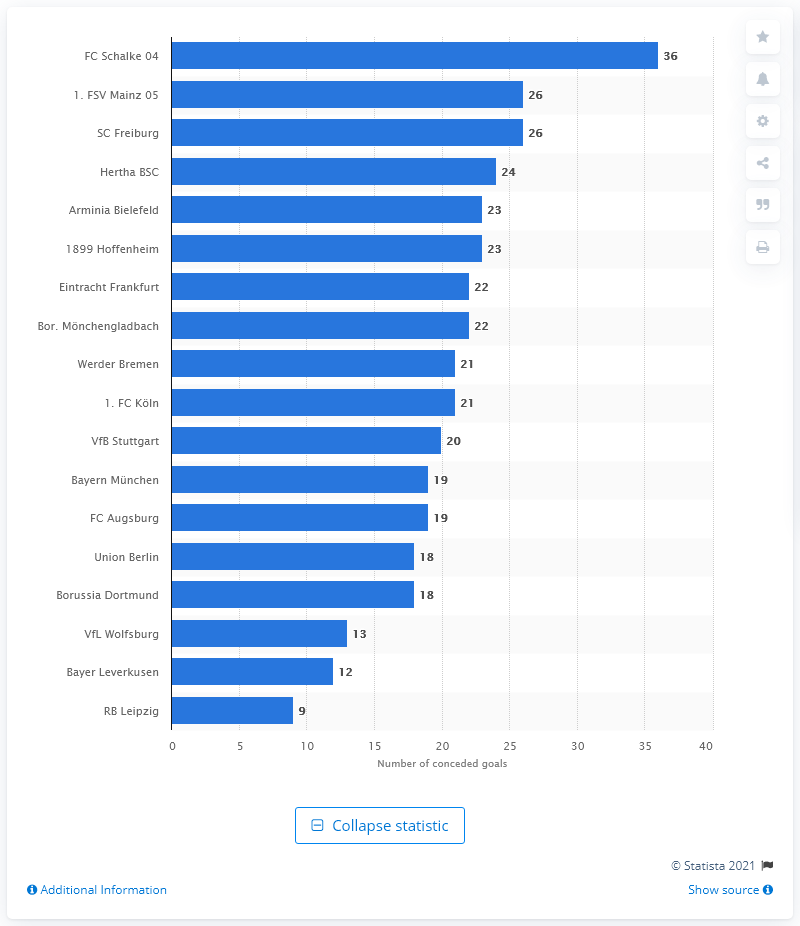 FC Schalke 04 36
1. FSV Mainz 05 26
SC Freiburg 26
Hertha BSC 24
Arminia Bielefeld 23
1899 Hoffenheim 23
Eintracht Frankfurt 22
Bor. Mönchengladbach 22
Werder Bremen 21
1. FC Köln 21
VfB Stuttgart 20
Bayern München 19
FC Augsburg 19
Union Berlin 18
Borussia Dortmund 18
VfL Wolfsburg 13
Bayer Leverkusen 12
RB Leipzig 9
0 5 10 15 20 25 30 35 40
Number of conceded goals
Collapse statistic
© Statista 2021
Additional Information Show source